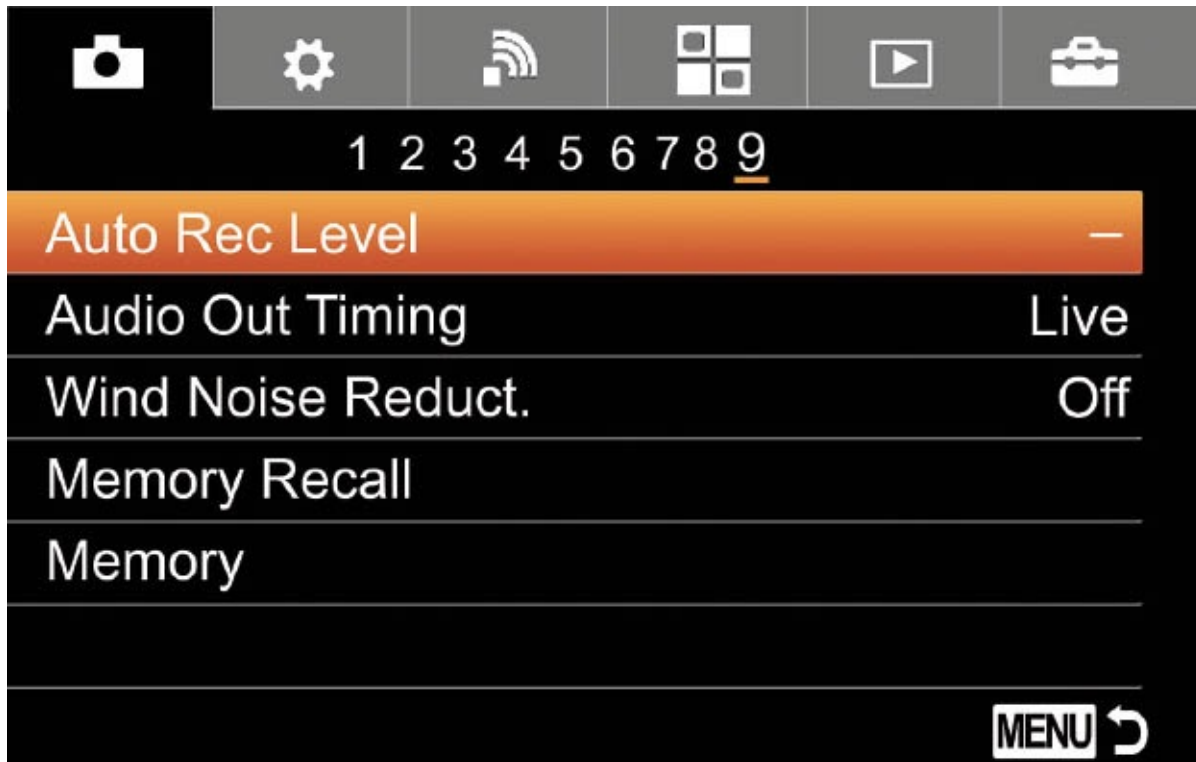 1 2 3 4 5 6 7 8 9
Auto Rec Level –
Audio Out Timing Live
Wind Noise Reduct. Off
Memory Recall
Memory
MENU